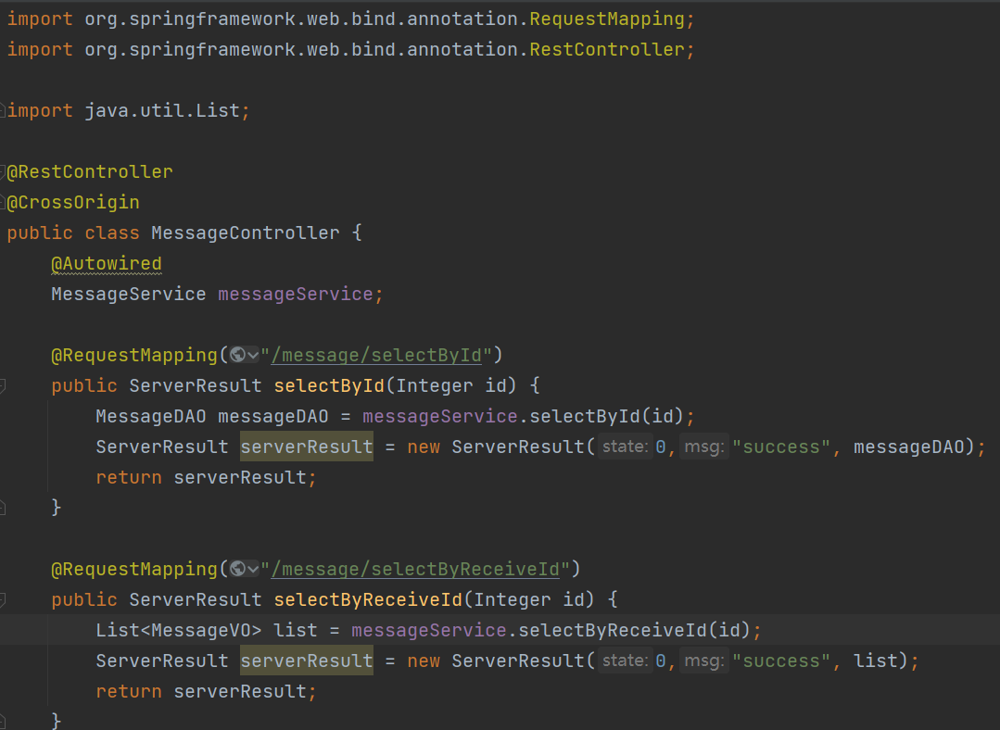 import org.springframework.web.bind.annotation.RequestMapping;
import org.springframework.web.bind.annotation.RestController;
import java.util.List;
@RestController
@CrossOrigin
public class MessageController {
    @Autowired
    MessageService messageService;
    @RequestMapping("/message/selectById")
    public ServerResult selectById(Integer id) {
        MessageDAO messageDAO = messageService.selectById(id);
        ServerResult serverResult = new ServerResult( state: 0, msg: "success", messageDAO);
        return serverResult;
    }
    @RequestMapping("/message/selectByReceiveId")
    public ServerResult selectByReceiveId(Integer id) {
        List<MessageVO> list = messageService.selectByReceiveId(id);
        ServerResult serverResult = new ServerResult( state: 0, msg: "success", list);
        return serverResult;
    }